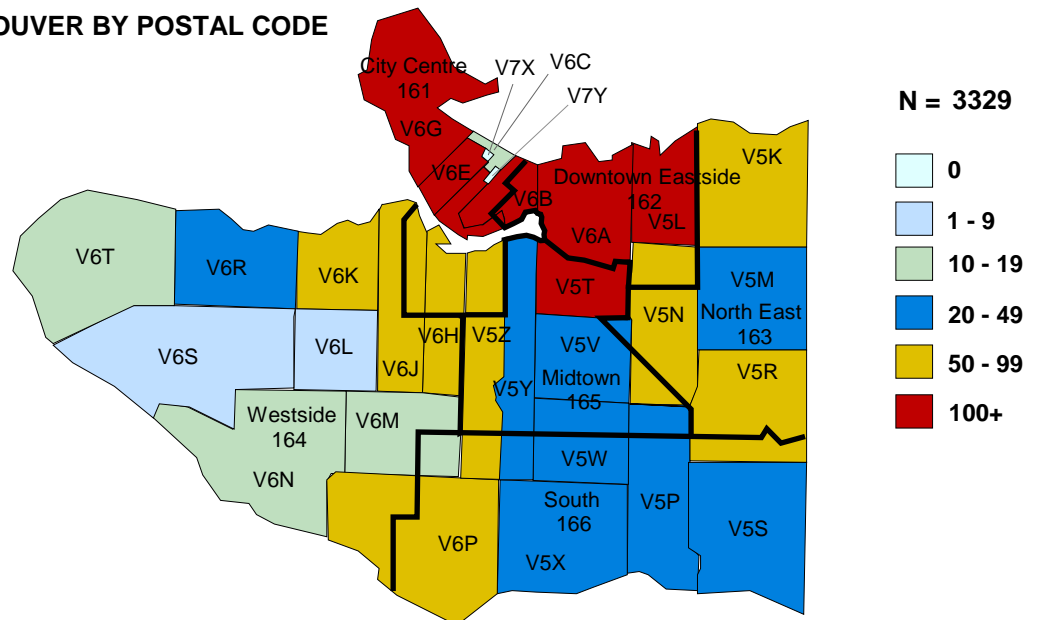 OUVER BY POSTAL CODE
City Centre
161
V7X
V6C
V7Y
N = 3329
V6G
V6E
V6B
Downtown Eastside
162
V5K
V5L
V6A
0
1 - 9
10 - 19
20 - 49
50 - 99
100+
V6T
V6R
V6K
V5T
V5M
North East
163
V6S
V6L
V6J
V6H
V5Z
V5Y
V5V
Midtown
165
V5N
V5R
Westside
164
V6M
V6N
V5W
South
166
V5P
V5S
V6P
V5X